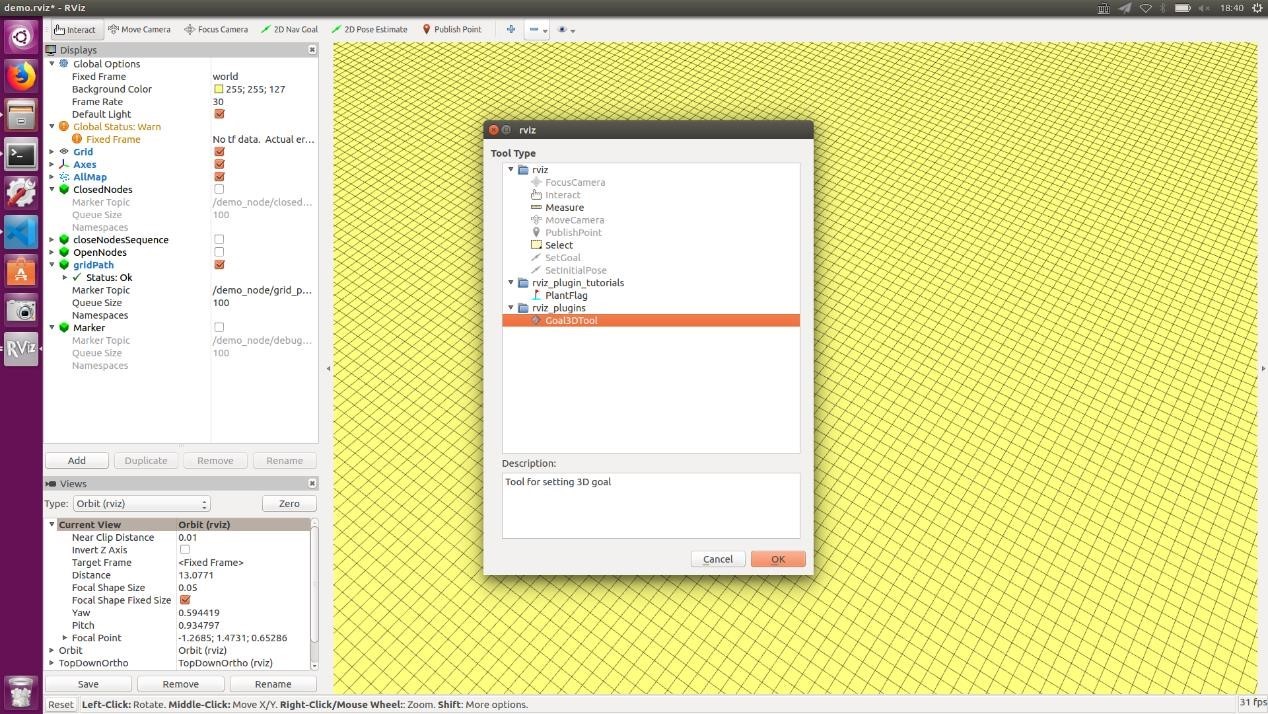 demo.rviz* - RViz
18:40
Interact Move Camera Focus Camera 2D Nav Goal 2D Pose Estimate Publish Point
Displays
Global Options
Fixed Frame world
Background Color 255; 255; 127
Frame Rate 30
Default Light
Global Status: Warn
Fixed Frame No tf data. Actual er...
Grid
Axes
AllMap
ClosedNodes
Marker Topic /demo_node/closed...
Queue Size 100
Namespaces
closeNodesSequence
OpenNodes
gridPath
Status: Ok
Marker Topic /demo_node/grid_p...
Queue Size 100
Namespaces
Marker
Marker Topic /demo_node/debug...
Queue Size 100
Namespaces
Add Duplicate Remove Rename
Views
Type: Orbit (rviz) Zero
Current View Orbit (rviz)
Near Clip Distance 0.01
Invert Z Axis
Target Frame <Fixed Frame>
Distance 13.0771
Focal Shape Size 0.05
Focal Shape Fixed Size
Yaw 0.594419
Pitch 0.934797
Focal Point -1.2685; 1.4731; 0.65286
Orbit Orbit (rviz)
TopDownOrtho TopDownOrtho (rviz)
Save Remove Rename
Reset Left-Click: Rotate. Middle-Click: Move X/Y. Right-Click/Mouse Wheel:: Zoom. Shift: More options.
31 fps
RViz
rviz
Tool Type
rviz
FocusCamera
Interact
Measure
MoveCamera
PublishPoint
Select
SetGoal
SetInitialPose
rviz_plugin_tutorials
PlantFlag
rviz_plugins
Goal3DTool
Description:
Tool for setting 3D goal
Cancel OK